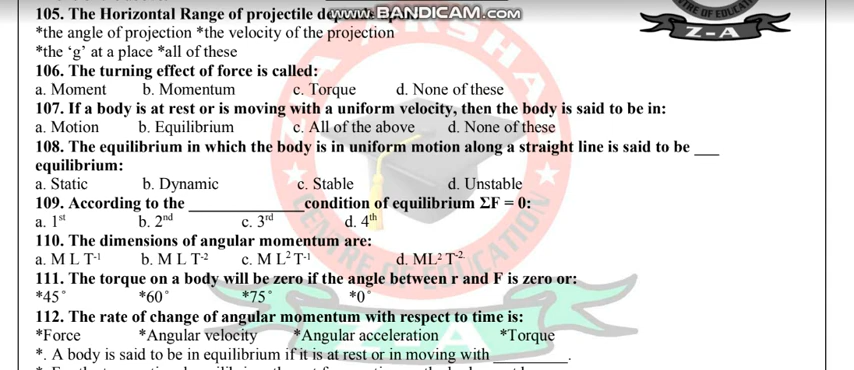 105. The Horizontal Range of projectile www.BANDICAM.COM
*the angle of projection *the velocity of the projection
*the ‘g’ at a place *all of these
106. The turning effect of force is called:
a. Moment b. Momentum c. Torque d. None of these
107. If a body is at rest or is moving with a uniform velocity, then the body is said to be in:
a. Motion b. Equilibrium c. All of the above d. None of these
108. The equilibrium in which the body is in uniform motion along a straight line is said to be ___
equilibrium:
a. Static b. Dynamic c. Stable d. Unstable
109. According to the ______________condition of equilibrium ΣF = 0:
a. 1st b. 2nd c. 3rd d. 4th
110. The dimensions of angular momentum are:
a. M L T-1 b. M L T-2 c. M L2 T-1 d. ML2 T-2
111. The torque on a body will be zero if the angle between r and F is zero or:
*45° *60° *75° *0°
112. The rate of change of angular momentum with respect to time is:
*Force *Angular velocity *Angular acceleration *Torque
*. A body is said to be in equilibrium if it is at rest or in moving with _________.
OF EDUCATION
Z-A
CENTRE OF EDUCATION
Z-A